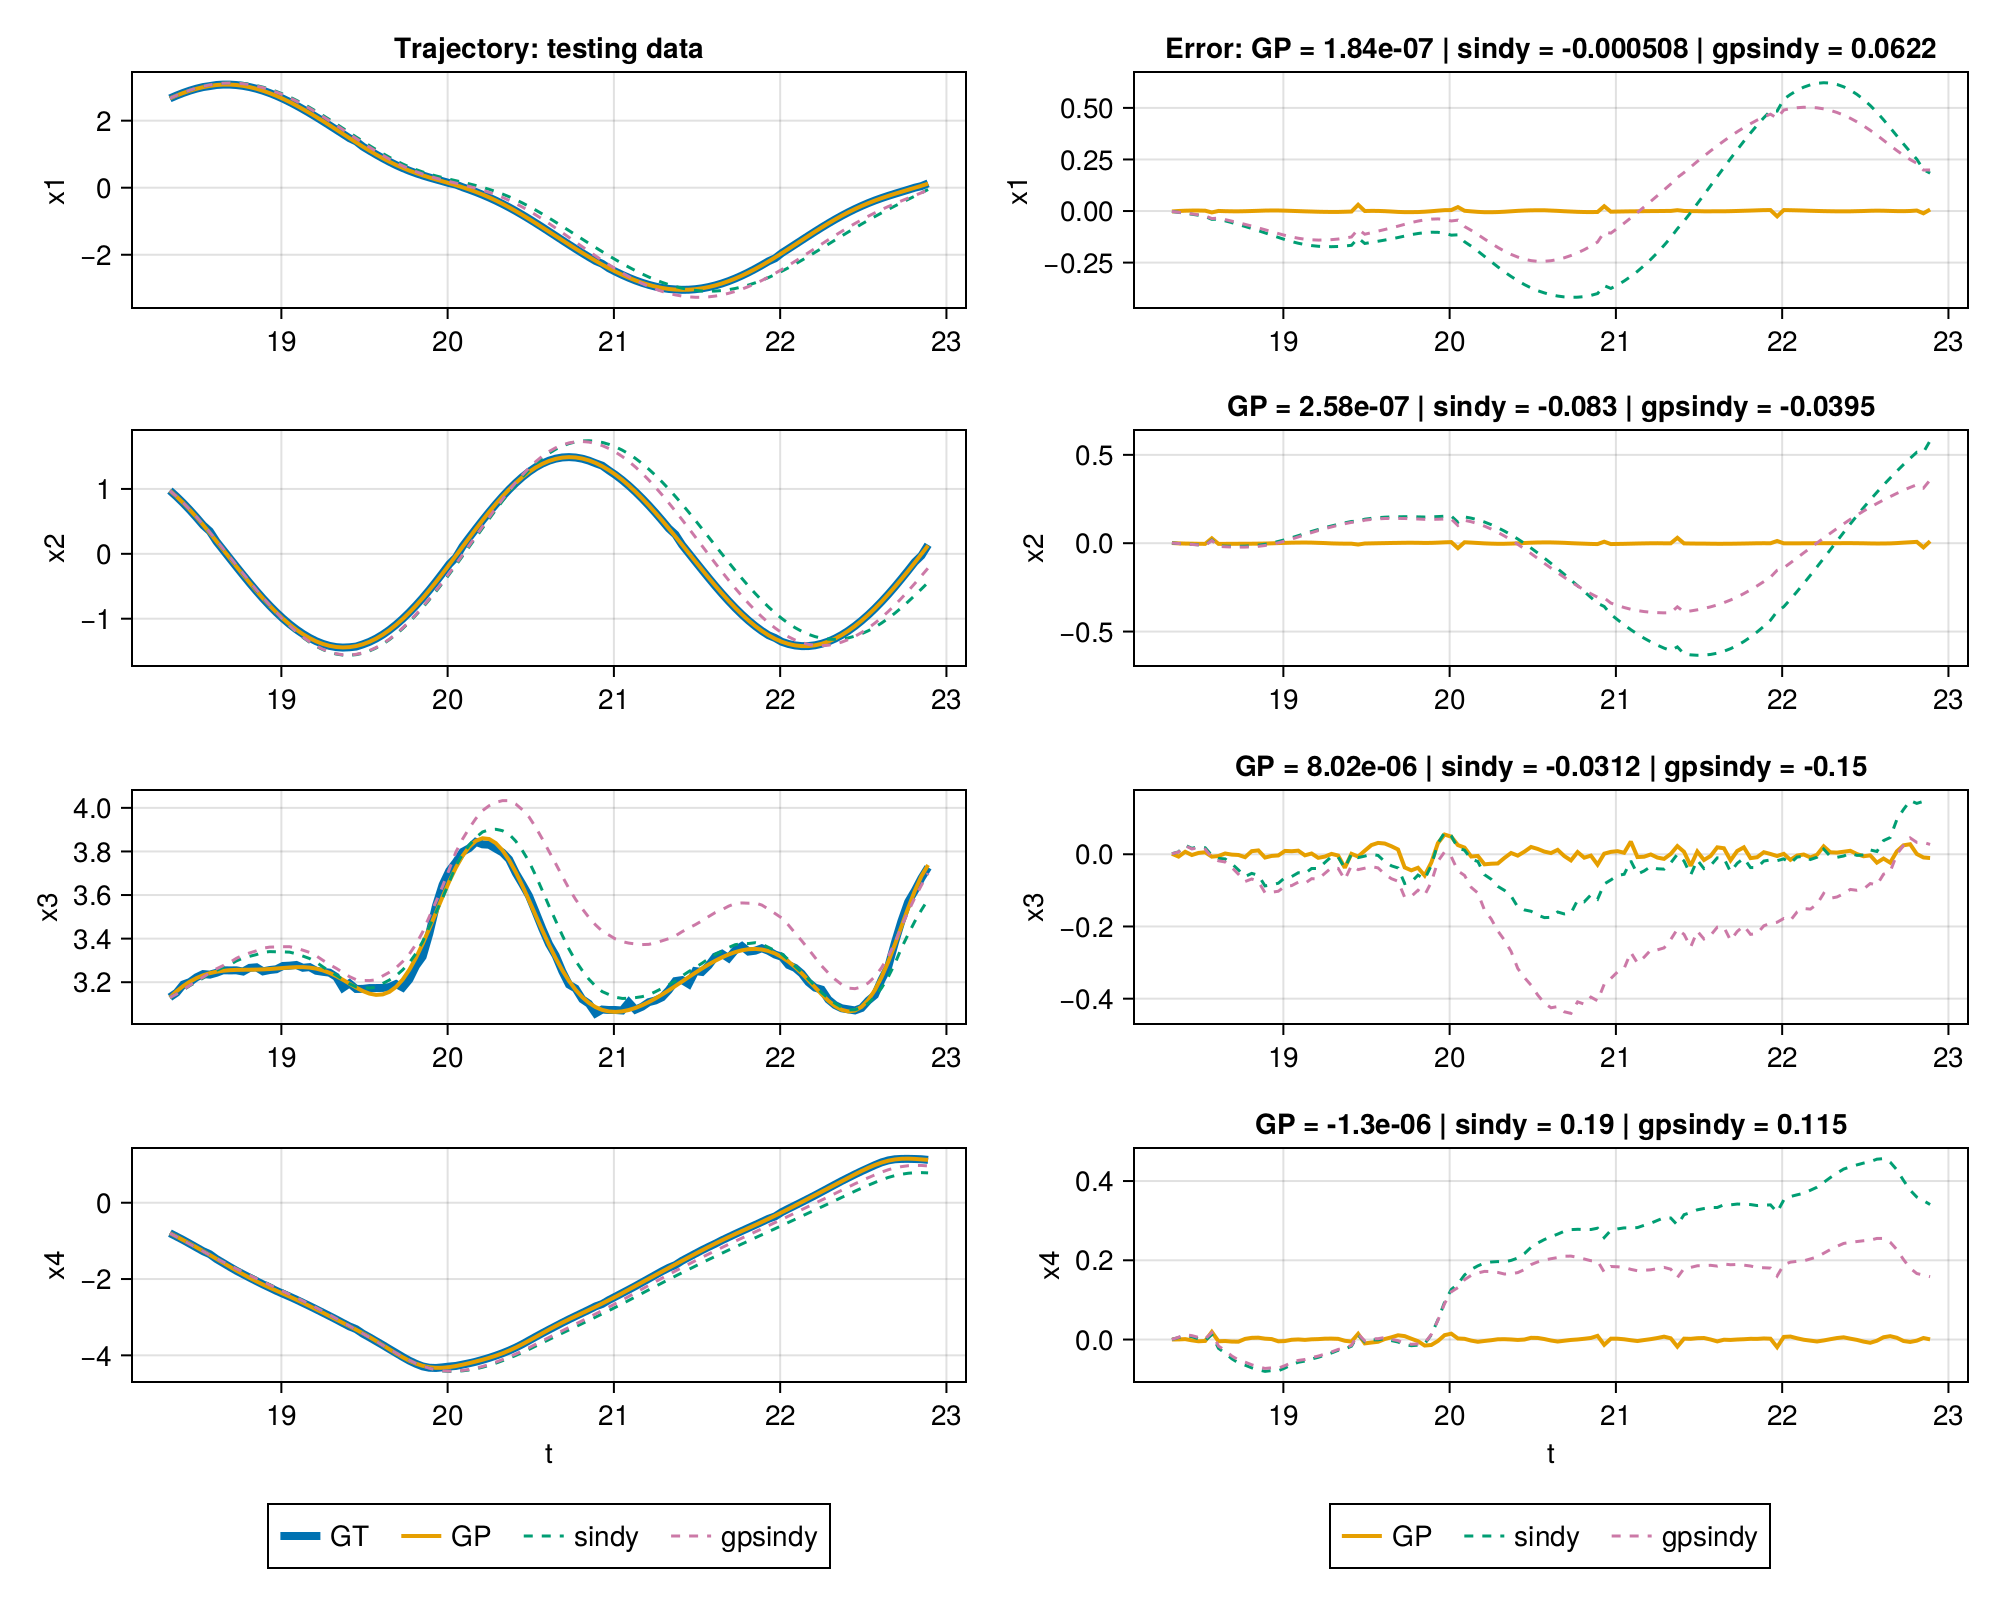 Trajectory: testing data
x1
2
0
−2
19 20 21 22 23
Error: GP = 1.84e-07 | sindy = -0.000508 | gpsindy = 0.0622
x1
0.50
0.25
0.00
−0.25
19 20 21 22 23
x2
1
0
−1
19 20 21 22 23
GP = 2.58e-07 | sindy = -0.083 | gpsindy = -0.0395
x2
0.5
0.0
−0.5
19 20 21 22 23
x3
4.0
3.8
3.6
3.4
3.2
19 20 21 22 23
GP = 8.02e-06 | sindy = -0.0312 | gpsindy = -0.15
x3
0.0
−0.2
−0.4
19 20 21 22 23
x4
0
−2
−4
19 20 21 22 23
t
GP = -1.3e-06 | sindy = 0.19 | gpsindy = 0.115
x4
0.4
0.2
0.0
19 20 21 22 23
t
GT GP sindy gpsindy
GP sindy gpsindy